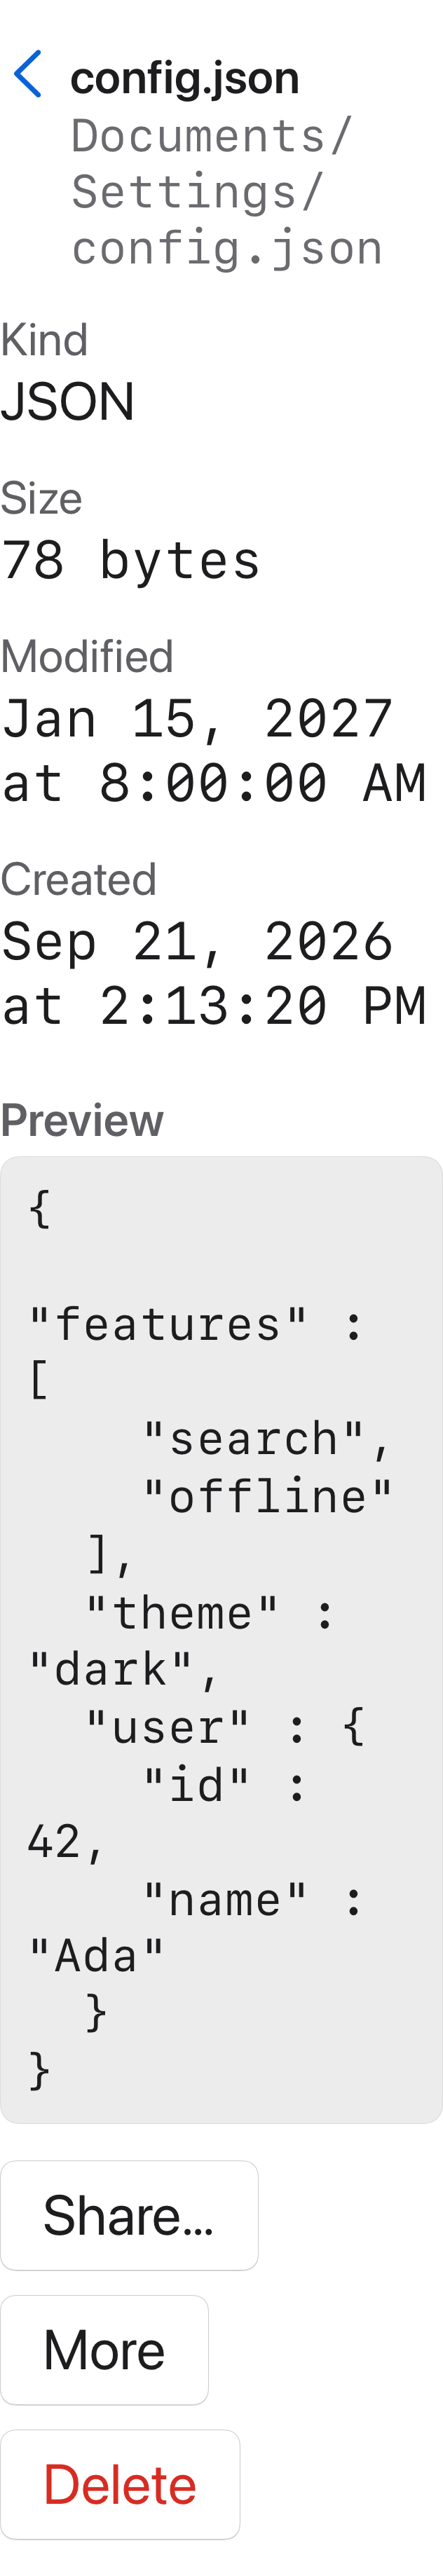 config.json
Documents/
Settings/
config.json
Kind
JSON
Size
78 bytes
Modified
Jan 15, 2027
at 8:00:00 AM
Created
Sep 21, 2026
at 2:13:20 PM
Preview
{
"features" :
[
    "search",
    "offline"
  ],
  "theme" :
"dark",
  "user" : {
    "id" :
42,
    "name" :
"Ada"
  }
}
Share…
More
Delete